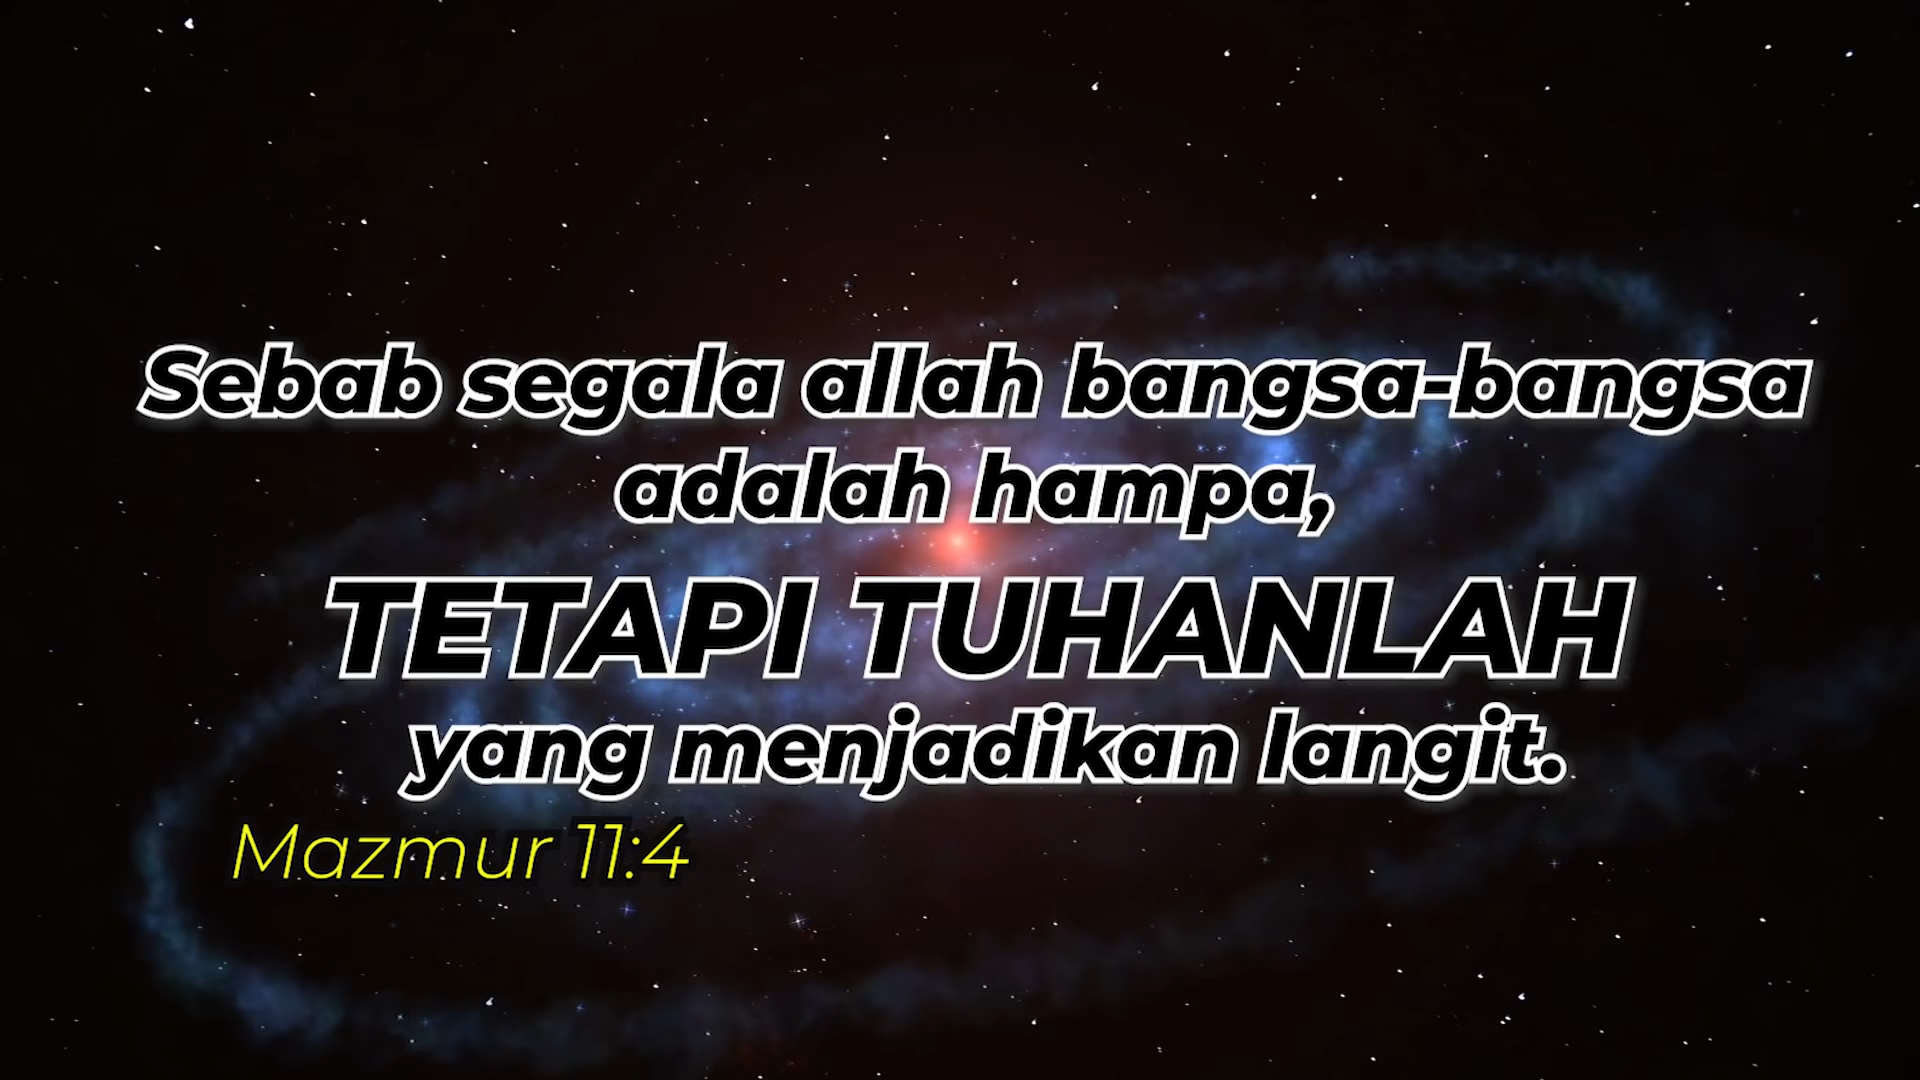 Sebab segala allah bangsa-bangsa
adalah hampa,
TETAPI TUHANLAH
yang menjadikan langit.
Mazmur 11:4